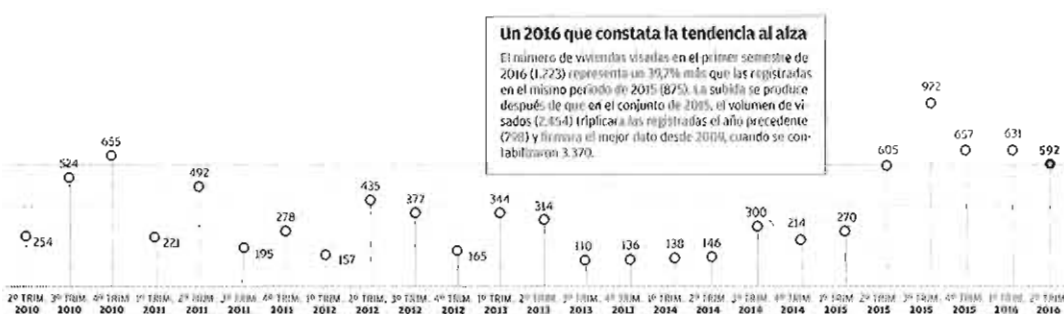 Un 2016 que constata la tendencia al alza
El número de viviendas visadas en el primer semestre de
2016 (1.223) representa un 39,7% más que las registradas
en el mismo periodo de 2015 (875). La subida se produce
después de que en el conjunto de 2015, el volumen de vi-
sados (2.454) triplicara las registradas el año precedente
(798) y firmara el mejor dato desde 2009, cuando se con-
tabilizaron 3.370.
254 524 655 221 492 195 278 157 435 377 165 344 314 110 136 138 146 300 214 270 605 922 657 631 592
2º TRIM. 3º TRIM. 4º TRIM. 1º TRIM. 2º TRIM. 3º TRIM. 4º TRIM. 1º TRIM. 2º TRIM. 3º TRIM. 4º TRIM. 1º TRIM. 2º TRIM. 3º TRIM. 4º TRIM. 1º TRIM. 2º TRIM. 3º TRIM. 4º TRIM. 1º TRIM. 2º TRIM. 3º TRIM. 4º TRIM. 1º TRIM. 2º TRIM.
2010 2010 2010 2011 2011 2011 2011 2012 2012 2012 2012 2013 2013 2013 2013 2014 2014 2014 2014 2015 2015 2015 2015 2016 2016